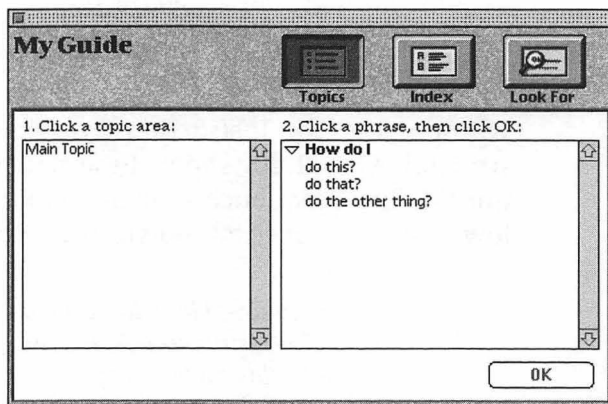 My Guide
Topics Index Look For
1. Click a topic area:
Main Topic
2. Click a phrase, then click OK:
▽ How do I
do this?
do that?
do the other thing?
OK